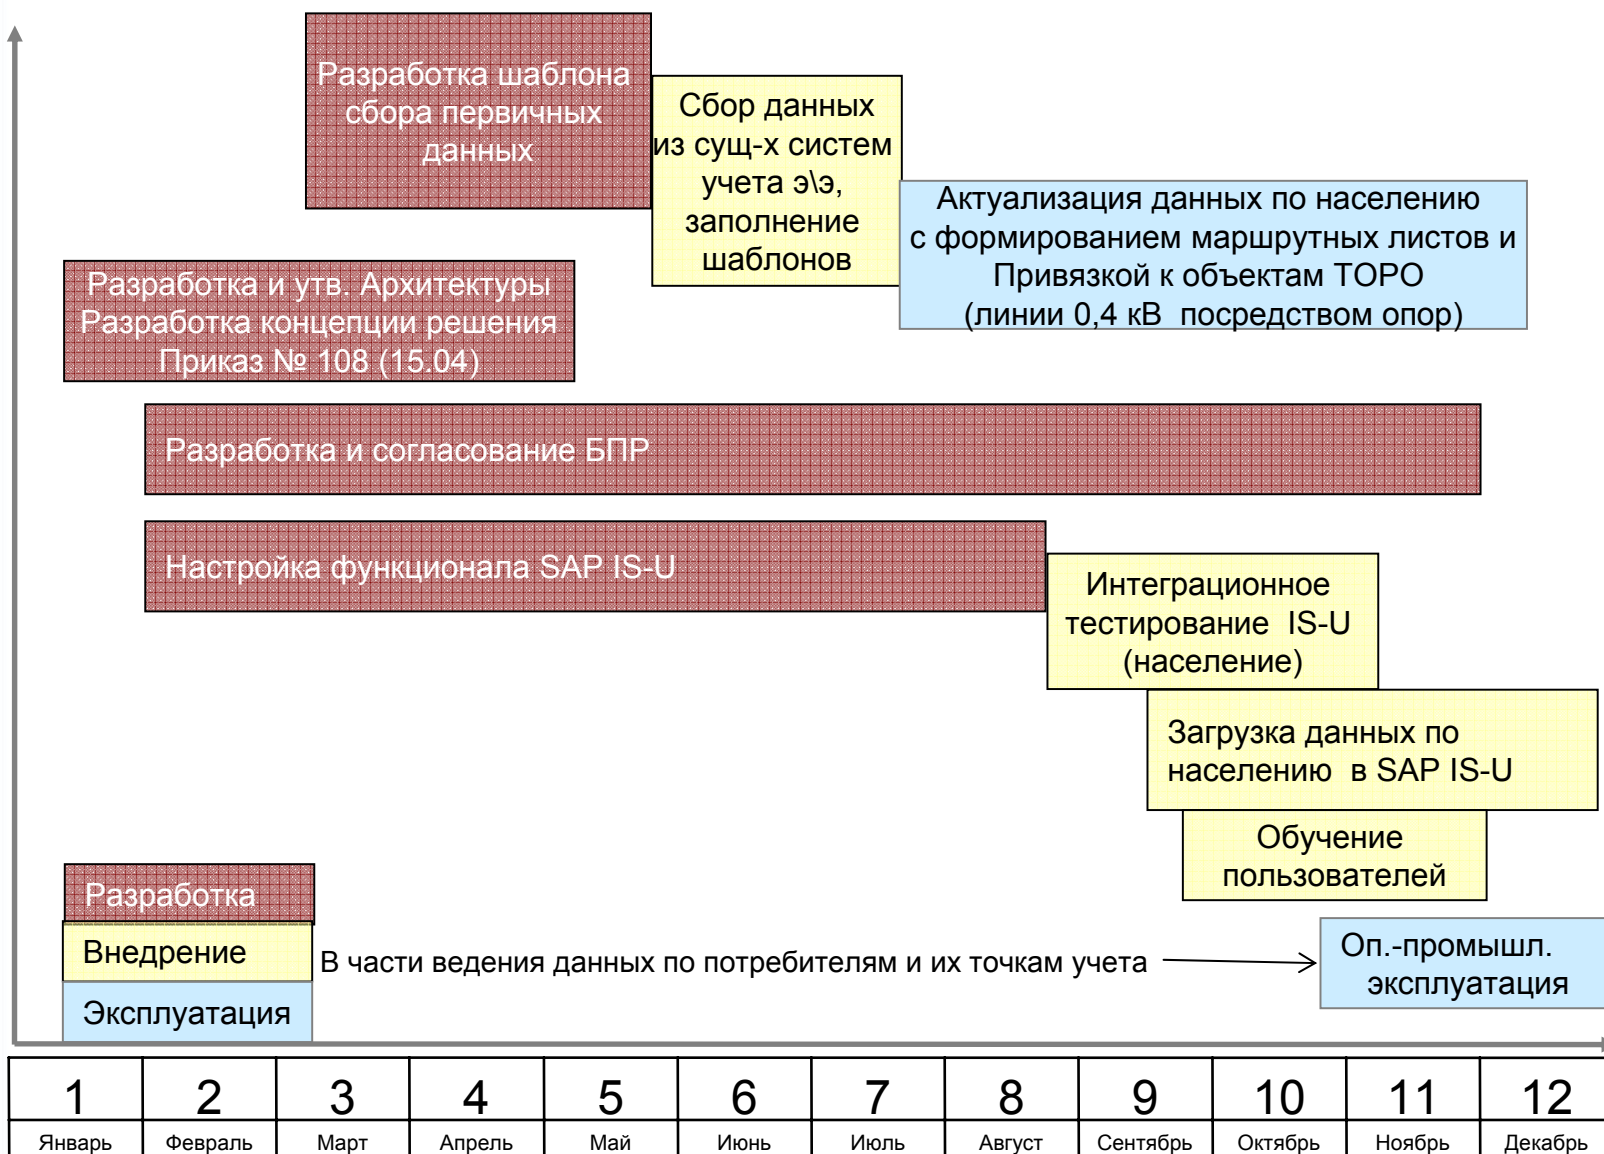 Разработка шаблона
сбора первичных
данных
Сбор данных
из сущ-х систем
учета э\э,
заполнение
шаблонов
Актуализация данных по населению
с формированием маршрутных листов и
Привязкой к объектам ТОРО
(линии 0,4 кВ посредством опор)
Разработка и утв. Архитектуры
Разработка концепции решения
Приказ № 108 (15.04)
Разработка и согласование БПР
Настройка функционала SAP IS-U
Интеграционное
тестирование IS-U
(население)
Загрузка данных по
населению в SAP IS-U
Обучение
пользователей
Разработка
Внедрение
Эксплуатация
В части ведения данных по потребителям и их точкам учета
Оп.-промышл.
эксплуатация
1 2 3 4 5 6 7 8 9 10 11 12
Январь Февраль Март Апрель Май Июнь Июль Август Сентябрь Октябрь Ноябрь Декабрь